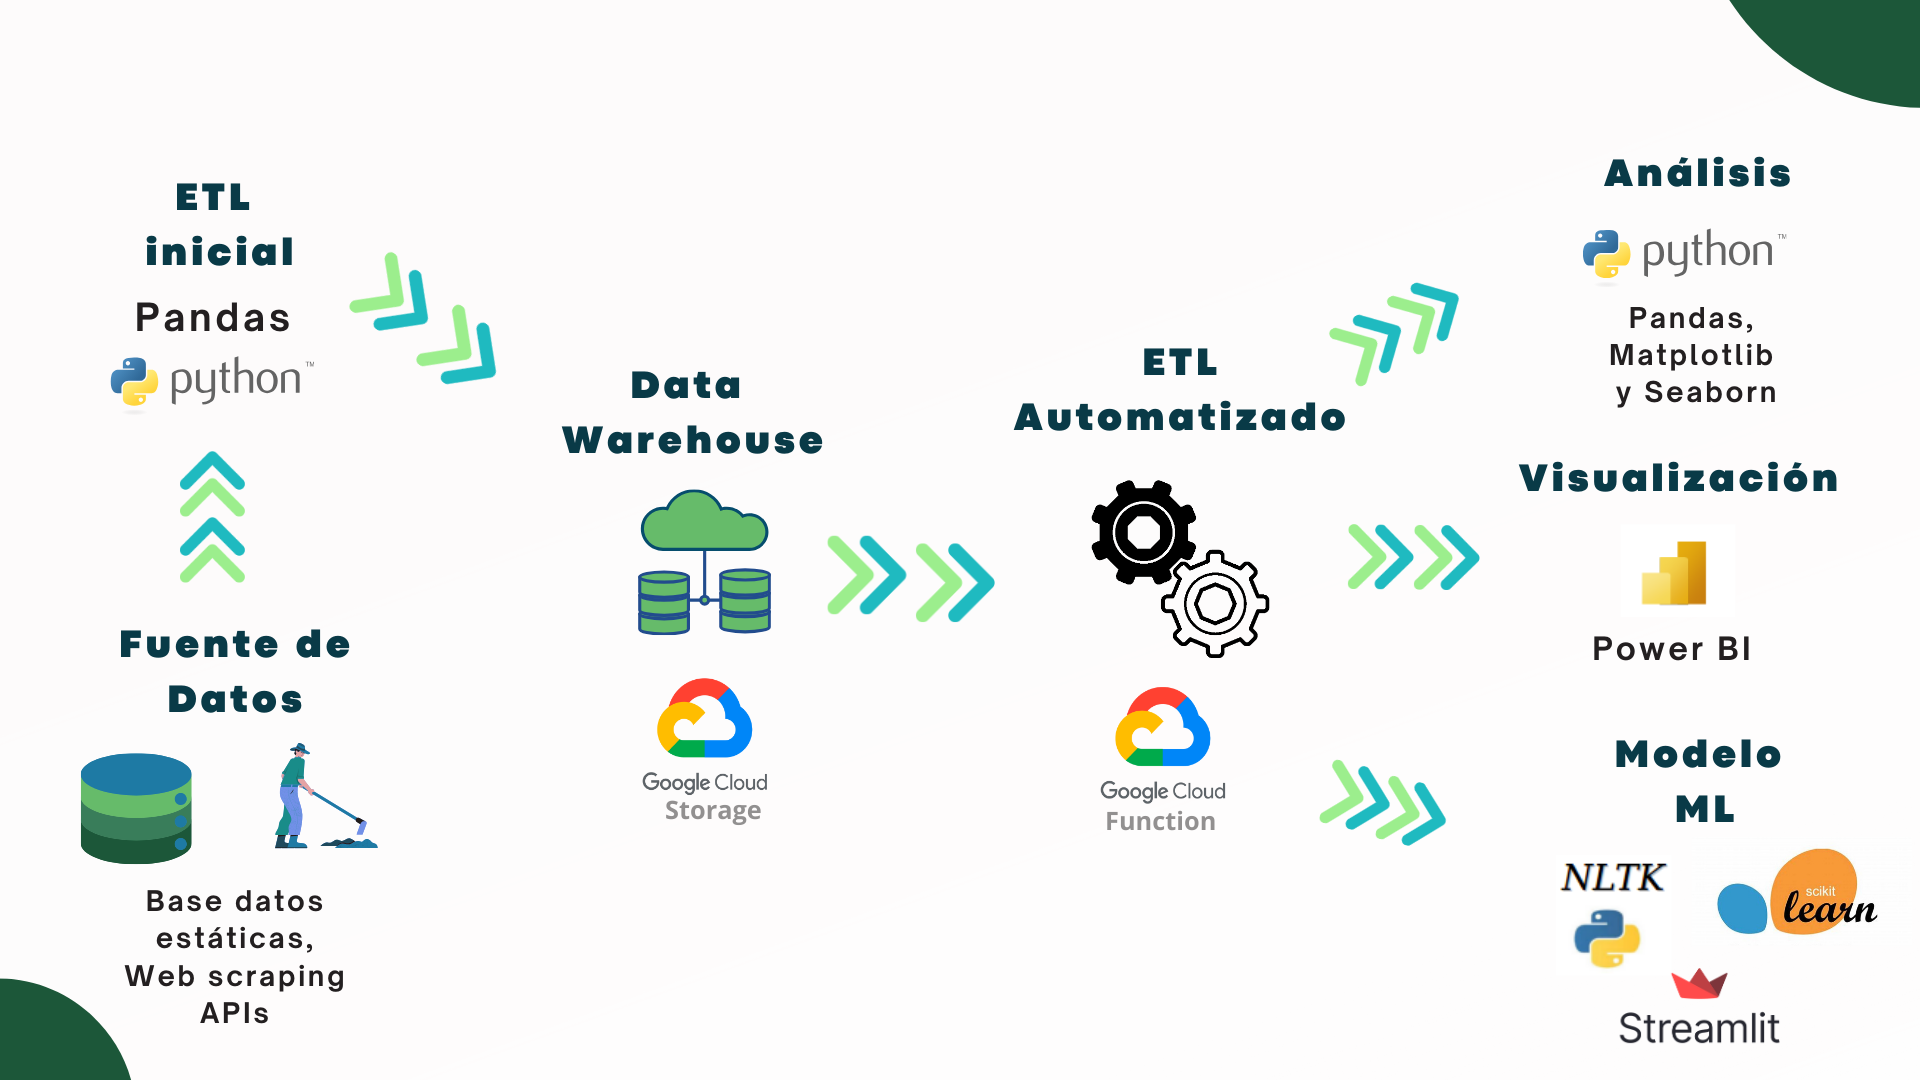 ETL
inicial
Pandas
python™
Fuente de
Datos
Base datos
estáticas,
Web scraping
APIs
Data
Warehouse
Google Cloud
Storage
ETL
Automatizado
Google Cloud
Function
Análisis
python™
Pandas,
Matplotlib
y Seaborn
Visualización
Power BI
Modelo
ML
NLTK
scikit
learn
Streamlit